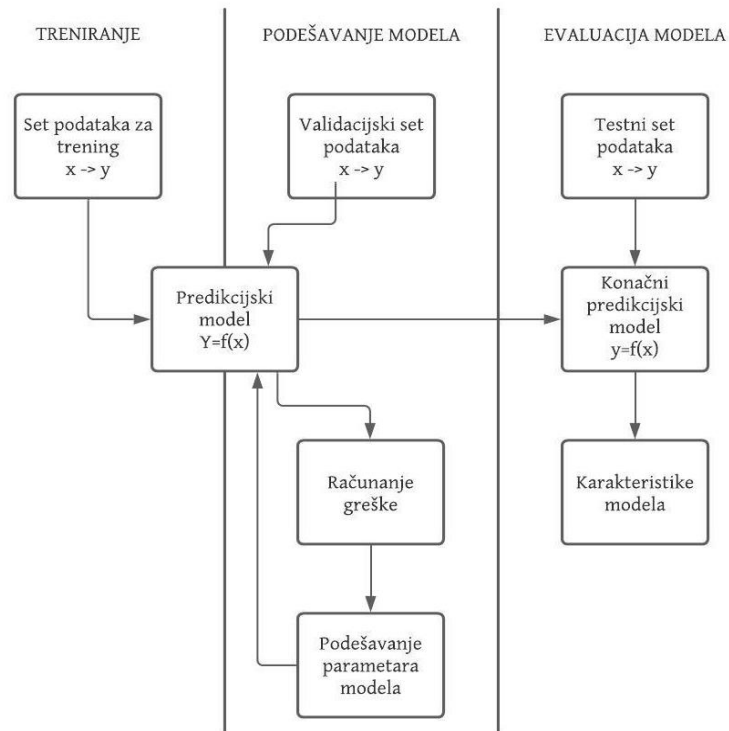 TRENIRANJE
PODEŠAVANJE MODELA
EVALUACIJA MODELA
Set podataka za
trening
x -> y
Validacijski set
podataka
x -> y
Testni set
podataka
x -> y
Predikcijski
model
Y=f(x)
Konačni
predikcijski
model
y=f(x)
Računanje
greške
Karakteristike
modela
Podešavanje
parametara
modela